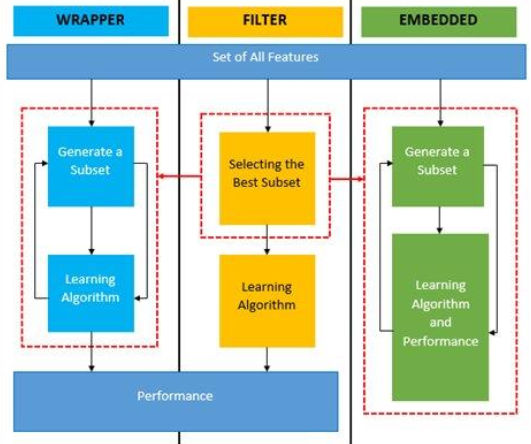 WRAPPER
FILTER
EMBEDDED
Set of All Features
Generate a
Subset
Learning
Algorithm
Selecting the
Best Subset
Learning
Algorithm
Generate a
Subset
Learning
Algorithm
and
Performance
Performance